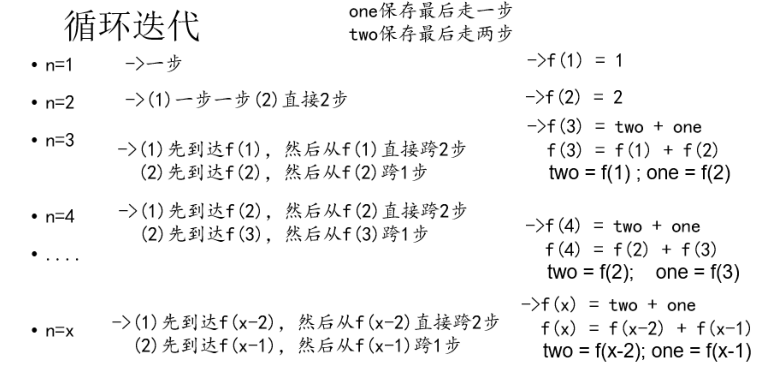 循环迭代
one保存最后走一步
two保存最后走两步
• n=1 ->一步 ->f(1) = 1
• n=2 ->(1)一步一步(2)直接2步 ->f(2) = 2
• n=3 ->(1)先到达f(1), 然后从f(1)直接跨2步
(2)先到达f(2), 然后从f(2)跨1步
->f(3) = two + one
f(3) = f(1) + f(2)
two = f(1) ; one = f(2)
• n=4 ->(1)先到达f(2), 然后从f(2)直接跨2步
(2)先到达f(3), 然后从f(3)跨1步
->f(4) = two + one
f(4) = f(2) + f(3)
two = f(2); one = f(3)
• ....
• n=x ->(1)先到达f(x-2), 然后从f(x-2)直接跨2步
(2)先到达f(x-1), 然后从f(x-1)跨1步
->f(x) = two + one
f(x) = f(x-2) + f(x-1)
two = f(x-2); one = f(x-1)